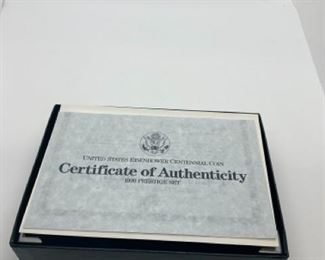 UNITED STATES EISENHOWER CENTENNIAL COIN
Certificate of Authenticity
1990 PRESTIGE SET